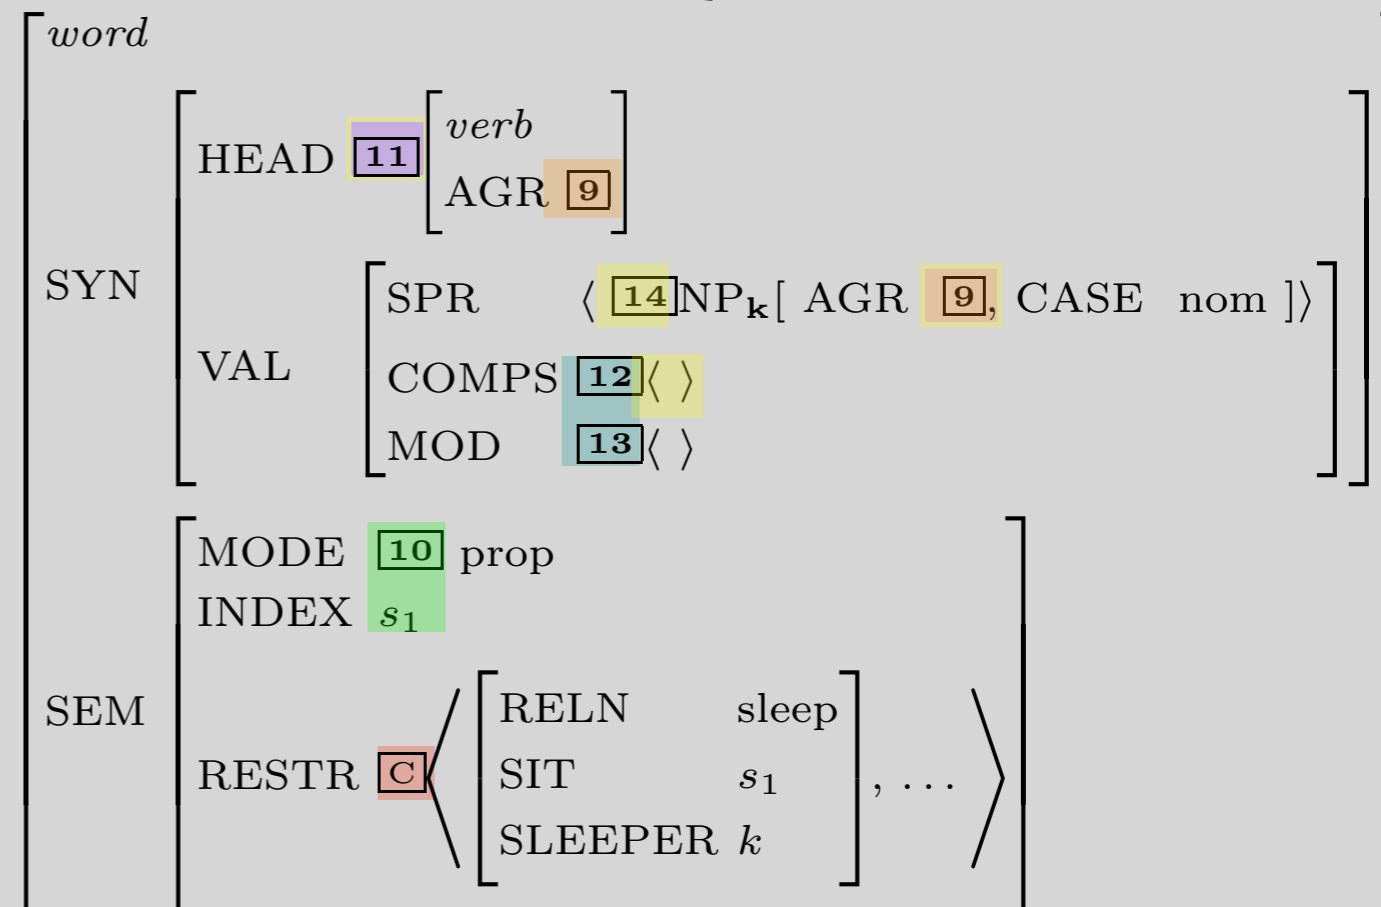 word
HEAD 11 verb
AGR 9
SYN
SPR ⟨ 14 NPk[ AGR 9, CASE nom ]⟩
VAL
COMPS 12 ⟨ ⟩
MOD 13 ⟨ ⟩
MODE 10 prop
INDEX s1
SEM
RELN sleep
RESTR C ⟨ SIT s1 , ... ⟩
SLEEPER k